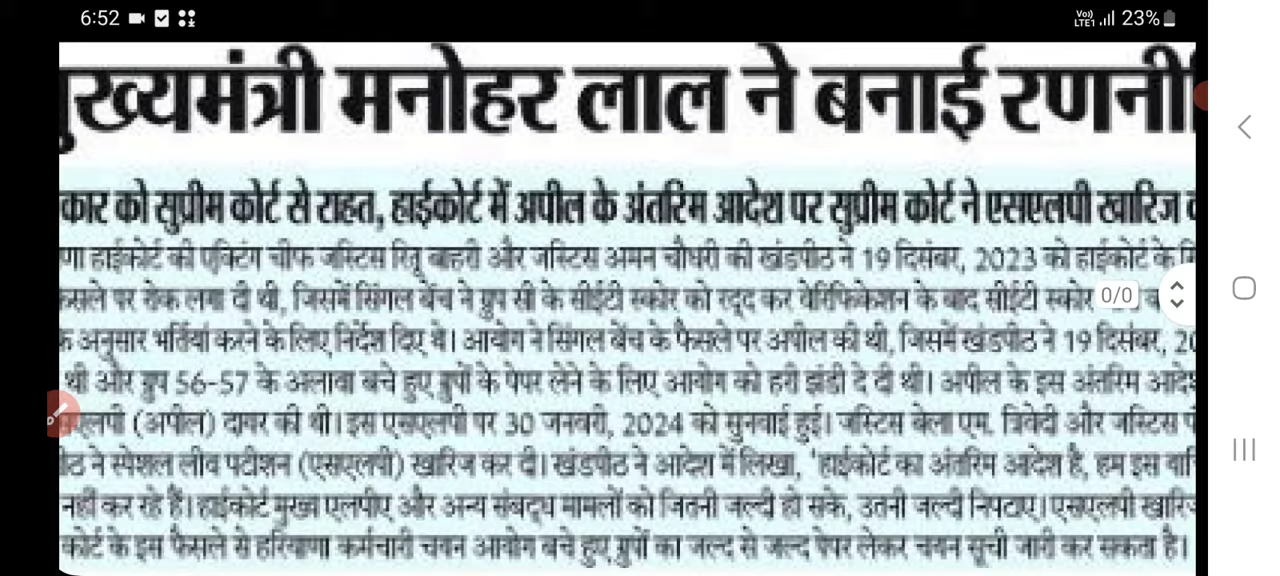 6:52 Vo) LTE1 23%
ुख्यमंत्री मनोहर लाल ने बनाई रणनी
कार को सुप्रीम कोर्ट से राहत, हाईकोर्ट में अपील के अंतरिम आदेश पर सुप्रीम कोर्ट ने एसएलपी खारिज
णा हाईकोर्ट की एक्टिंग चीफ जस्टिस रितू बाहरी और जस्टिस अमन चौधरी की खंडपीठ ने 19 दिसंबर, 2023 को हाईकोर्ट के
फैसले पर रोक लगा दी थी, जिसमें सिंगल बेंच ने ग्रुप सी के सीईटी स्कोर को रद्द कर वेरिफिकेशन के बाद सीईटी स्कोर
0/0
के अनुसार भर्तियां करने के लिए निर्देश दिए थे। आयोग ने सिंगल बेंच के फैसले पर अपील की थी, जिसमें खंडपीठ ने 19 दिसंबर, 20
थी और ग्रुप 56-57 के अलावा बचे हुए ग्रुपों के पेपर लेने के लिए आयोग को हरी झंडी दे दी थी। अपील के इस अंतरिम आदे
एलपी (अपील) दायर की थी। इस एसएलपी पर 30 जनवरी, 2024 को सुनवाई हुई। जस्टिस बेला एम. त्रिवेदी और जस्टिस पं
ीठ ने स्पेशल लीव पटीशन (एसएलपी) खारिज कर दी। खंडपीठ ने आदेश में लिखा, 'हाईकोर्ट का अंतरिम आदेश है, हम इस
नहीं कर रहे हैं। हाईकोर्ट मुख्य एलपीए और अन्य संबद्ध मामलों को जितनी जल्दी हो सके, उतनी जल्दी निपटाए। एसएलपी खारिज
कोर्ट के इस फैसले से हरियाणा कर्मचारी चयन आयोग बचे हुए ग्रुपों का जल्द से जल्द पेपर लेकर चयन सूची जारी कर सकता है।